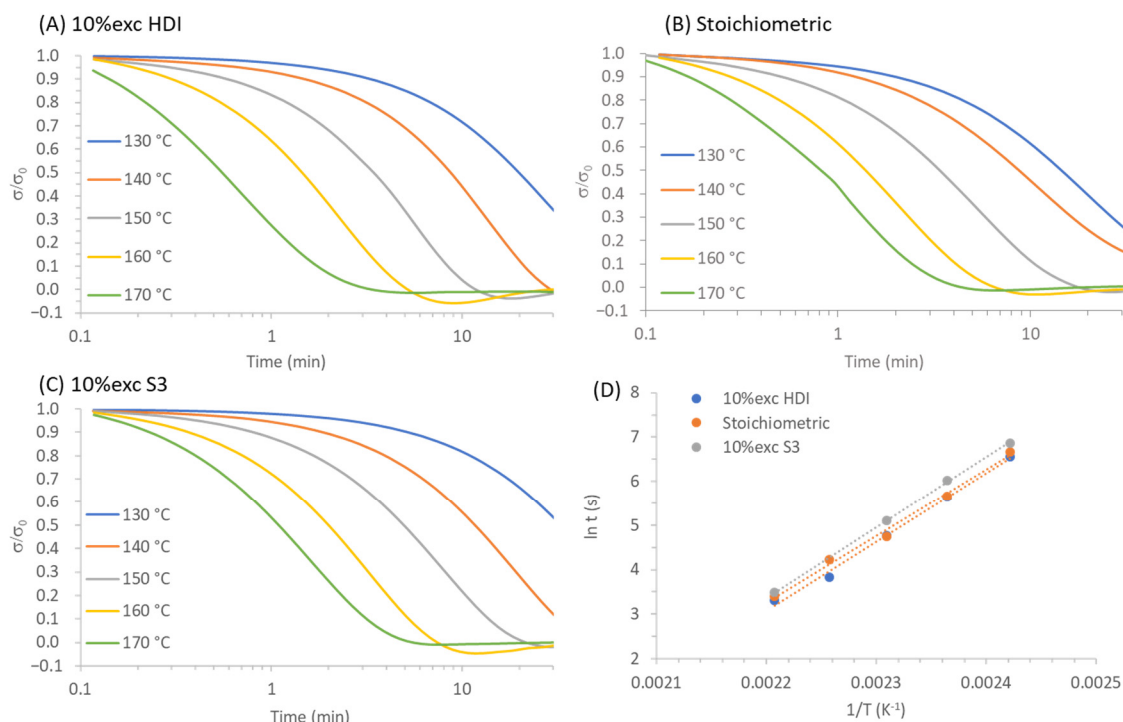 (A) 10%exc HDI
1.0
0.9
0.8
0.7
0.6
0.5
0.4
0.3
0.2
0.1
0.0
−0.1
σ/σ0
130 °C
140 °C
150 °C
160 °C
170 °C
0.1
1
10
Time (min)
(B) Stoichiometric
1.0
0.9
0.8
0.7
0.6
0.5
0.4
0.3
0.2
0.1
0.0
−0.1
σ/σ0
130 °C
140 °C
150 °C
160 °C
170 °C
0.1
1
10
Time (min)
(C) 10%exc S3
1.0
0.9
0.8
0.7
0.6
0.5
0.4
0.3
0.2
0.1
0.0
−0.1
σ/σ0
130 °C
140 °C
150 °C
160 °C
170 °C
0.1
1
10
Time (min)
(D)
8
7
6
5
4
3
2
ln t (s)
10%exc HDI
Stoichiometric
10%exc S3
0.0021
0.0022
0.0023
0.0024
0.0025
1/T (K-1)